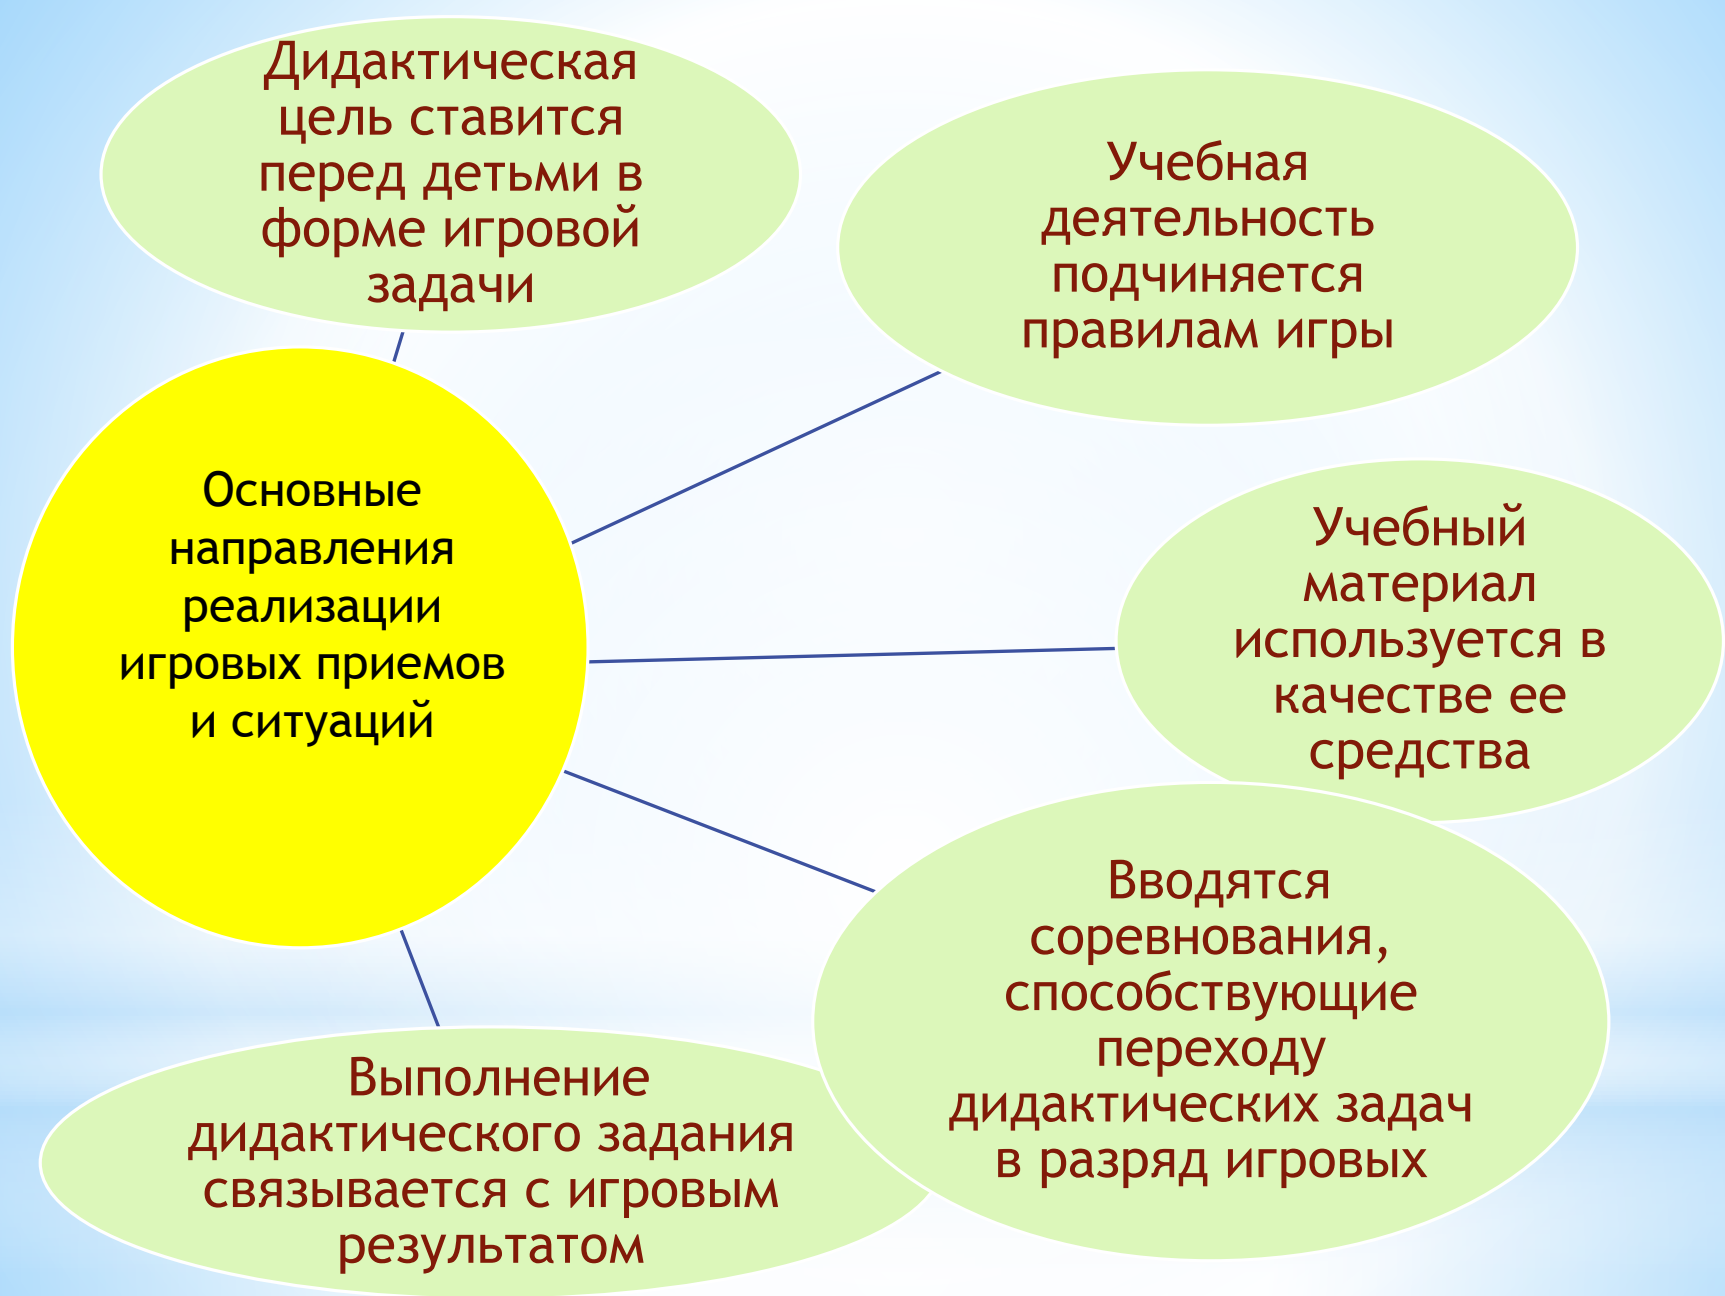 Дидактическая
цель ставится
перед детьми в
форме игровой
задачи
Учебная
деятельность
подчиняется
правилам игры
Основные
направления
реализации
игровых приемов
и ситуаций
Учебный
материал
используется в
качестве ее
средства
Вводятся
соревнования,
способствующие
переходу
дидактических задач
в разряд игровых
Выполнение
дидактического задания
связывается с игровым
результатом